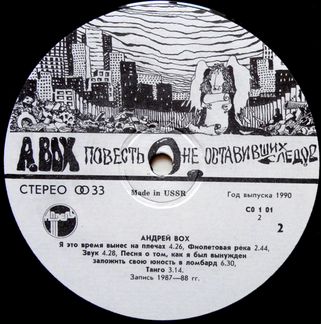 А. ВОХ ПОВЕСТЬ О НЕ ОСТАВИВШИХ СЛЕДОВ
СТЕРЕО Ꝏ 33
Made in USSR
Год выпуска 1990
АПРЕЛЬ
С0 1 01
2
2
АНДРЕЙ ВОХ
Я это время вынес на плечах 4.26, Фиолетовая река 2.44,
Звук 4.28, Песня о том, как я был вынужден
заложить свою юность в ломбард 6.30,
Танго 3.14.
Запись 1987—88 гг.